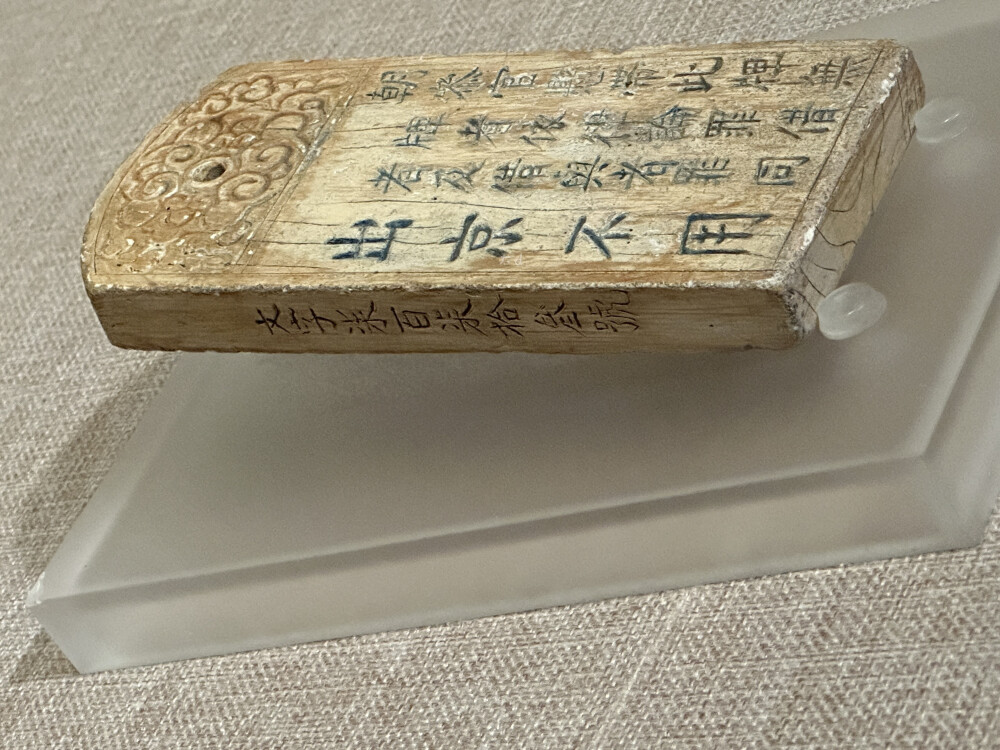 朝參官懸帶此牌無
牌者依律論罪借
者及借與者罪同
出京不用
文字柒百柒拾叁號